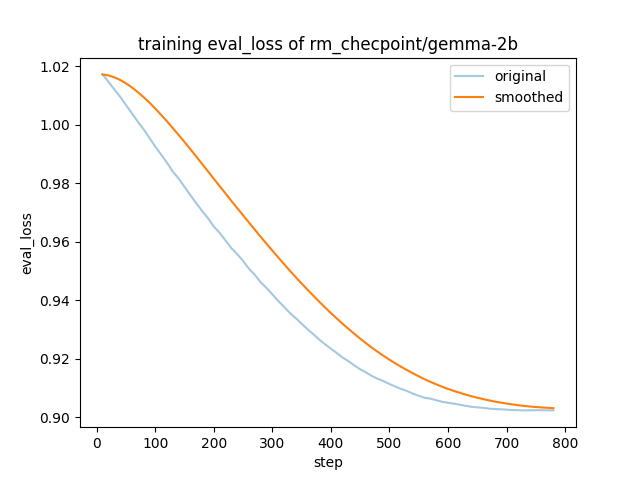 training eval_loss of rm_checpoint/gemma-2b
original
smoothed
1.02
1.00
0.98
0.96
0.94
0.92
0.90
eval_loss
0 100 200 300 400 500 600 700 800
step